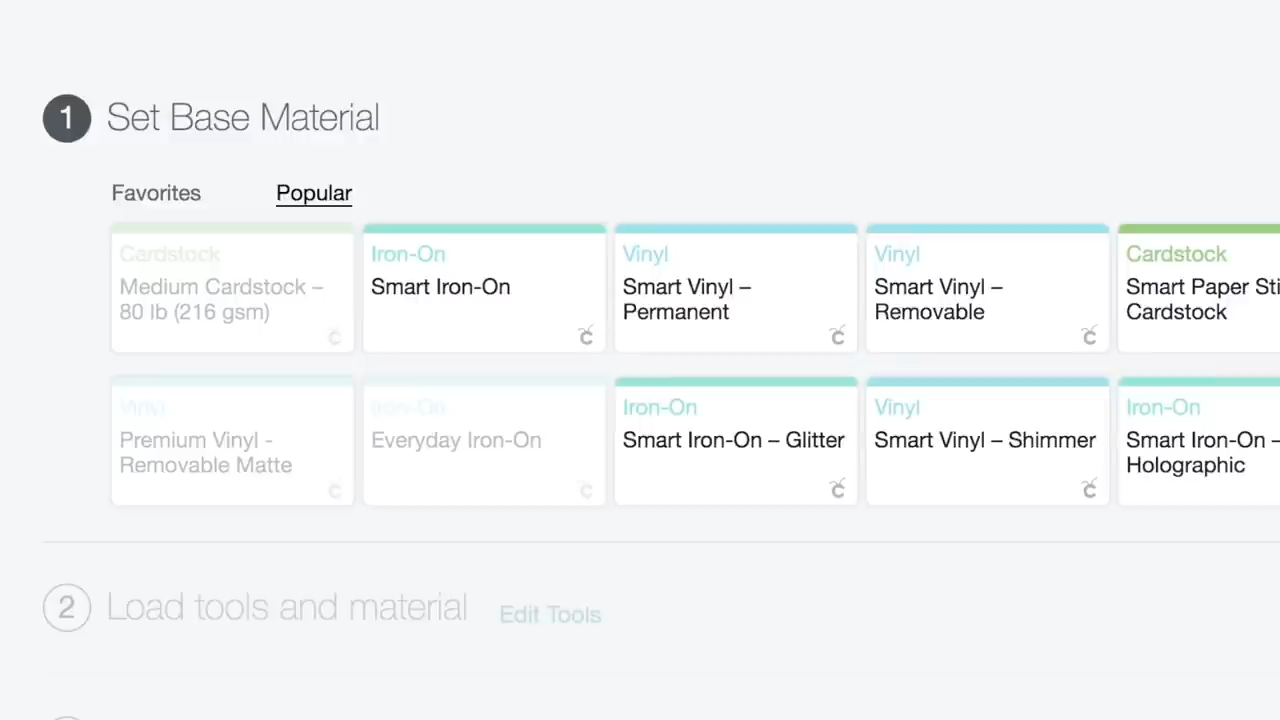 1 Set Base Material
Favorites Popular
Cardstock
Medium Cardstock –
80 lb (216 gsm)
Iron-On
Smart Iron-On
Vinyl
Smart Vinyl –
Permanent
Vinyl
Smart Vinyl –
Removable
Cardstock
Smart Paper Sti
Cardstock
Vinyl
Premium Vinyl -
Removable Matte
Iron-On
Everyday Iron-On
Iron-On
Smart Iron-On – Glitter
Vinyl
Smart Vinyl – Shimmer
Iron-On
Smart Iron-On –
Holographic
2 Load tools and material Edit Tools